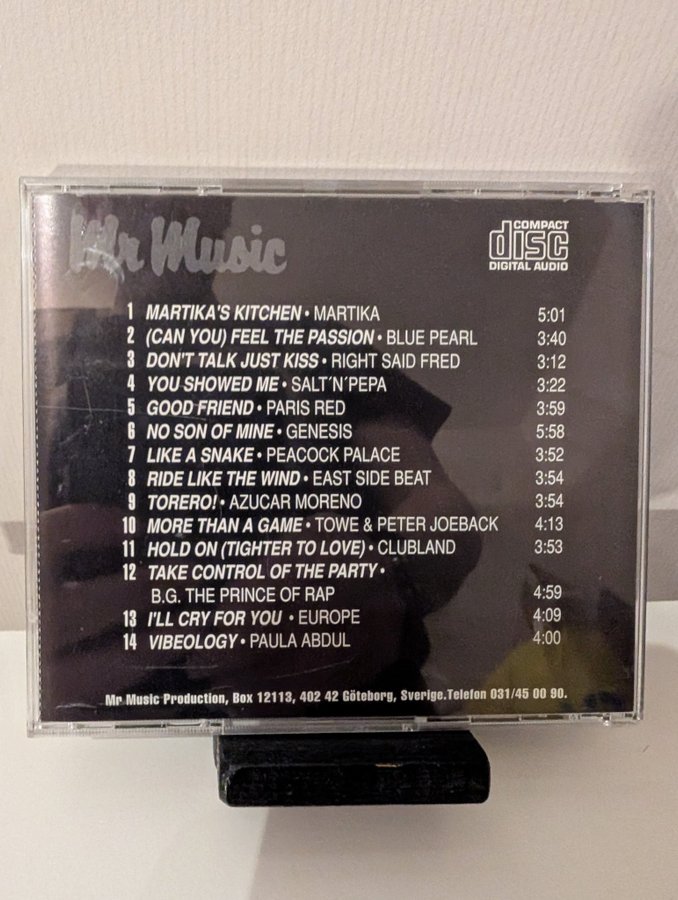 Mr Music
COMPACT
disc
DIGITAL AUDIO
1 MARTIKA'S KITCHEN • MARTIKA 5:01
2 (CAN YOU) FEEL THE PASSION • BLUE PEARL 3:40
3 DON'T TALK JUST KISS • RIGHT SAID FRED 3:12
4 YOU SHOWED ME • SALT´N´PEPA 3:22
5 GOOD FRIEND • PARIS RED 3:59
6 NO SON OF MINE • GENESIS 5:58
7 LIKE A SNAKE • PEACOCK PALACE 3:52
8 RIDE LIKE THE WIND • EAST SIDE BEAT 3:54
9 TORERO! • AZUCAR MORENO 3:54
10 MORE THAN A GAME • TOWE & PETER JOEBACK 4:13
11 HOLD ON (TIGHTER TO LOVE) • CLUBLAND 3:53
12 TAKE CONTROL OF THE PARTY •
B.G. THE PRINCE OF RAP 4:59
13 I'LL CRY FOR YOU • EUROPE 4:09
14 VIBEOLOGY • PAULA ABDUL 4:00
Mr Music Production, Box 12113, 402 42 Göteborg, Sverige.Telefon 031/45 00 90.